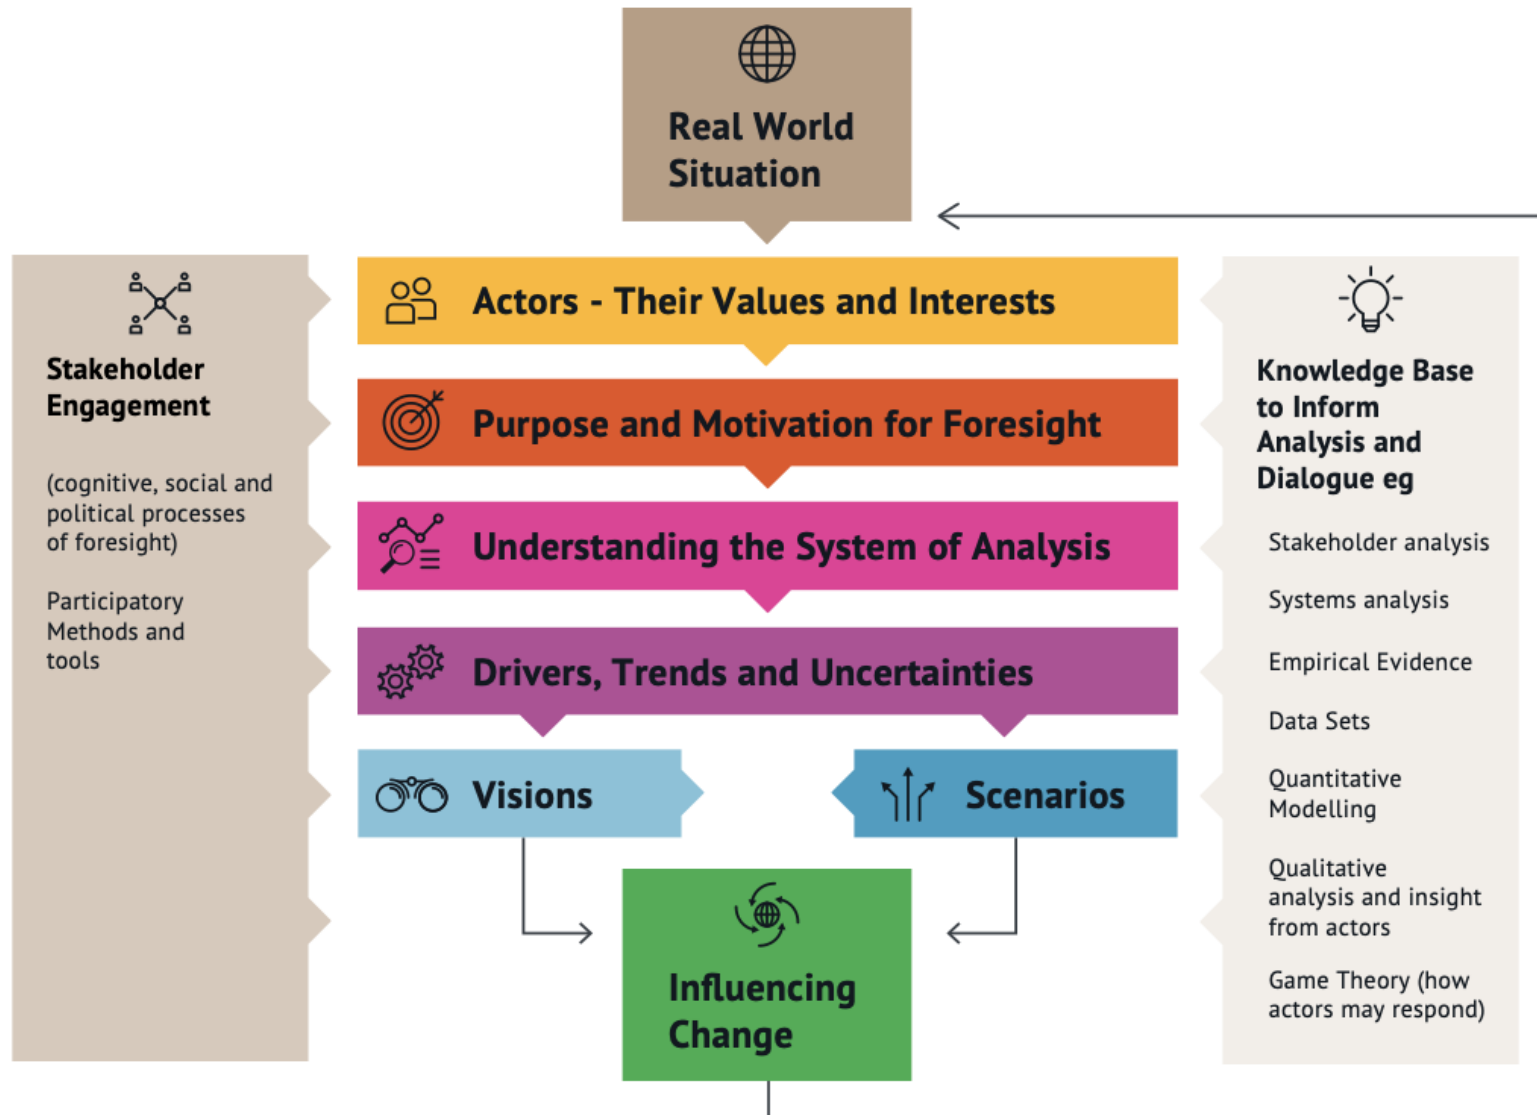 Real World
Situation
Stakeholder
Engagement
(cognitive, social and
political processes
of foresight)
Participatory
Methods and
tools
Actors - Their Values and Interests
Purpose and Motivation for Foresight
Understanding the System of Analysis
Drivers, Trends and Uncertainties
Visions
Scenarios
Influencing
Change
Knowledge Base
to Inform
Analysis and
Dialogue eg
Stakeholder analysis
Systems analysis
Empirical Evidence
Data Sets
Quantitative
Modelling
Qualitative
analysis and insight
from actors
Game Theory (how
actors may respond)